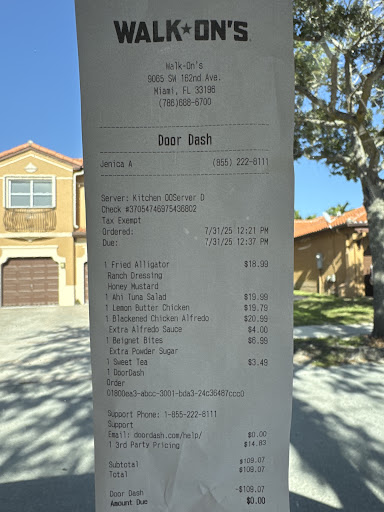 WALK★ON'S
Walk-On's
9065 SW 162nd Ave.
Miami, FL 33196
(786)688-6700
Door Dash
Jenica A (855) 222-8111
Server: Kitchen OOServer D
Check #37054746975436802
Tax Exempt
Ordered: 7/31/25 12:21 PM
Due: 7/31/25 12:37 PM
1 Fried Alligator $18.99
Ranch Dressing
Honey Mustard
1 Ahi Tuna Salad $19.99
1 Lemon Butter Chicken $19.79
1 Blackened Chicken Alfredo $20.99
Extra Alfredo Sauce $4.00
1 Beignet Bites $6.99
Extra Powder Sugar
1 Sweet Tea $3.49
1 DoorDash
Order
01800ea3-abcc-3001-bda3-24c36487ccc0
Support Phone: 1-855-222-8111
Support
Email: doordash.com/help/ $0.00
1 3rd Party Pricing $14.83
Subtotal $109.07
Total $109.07
Door Dash -$109.07
Amount Due $0.00